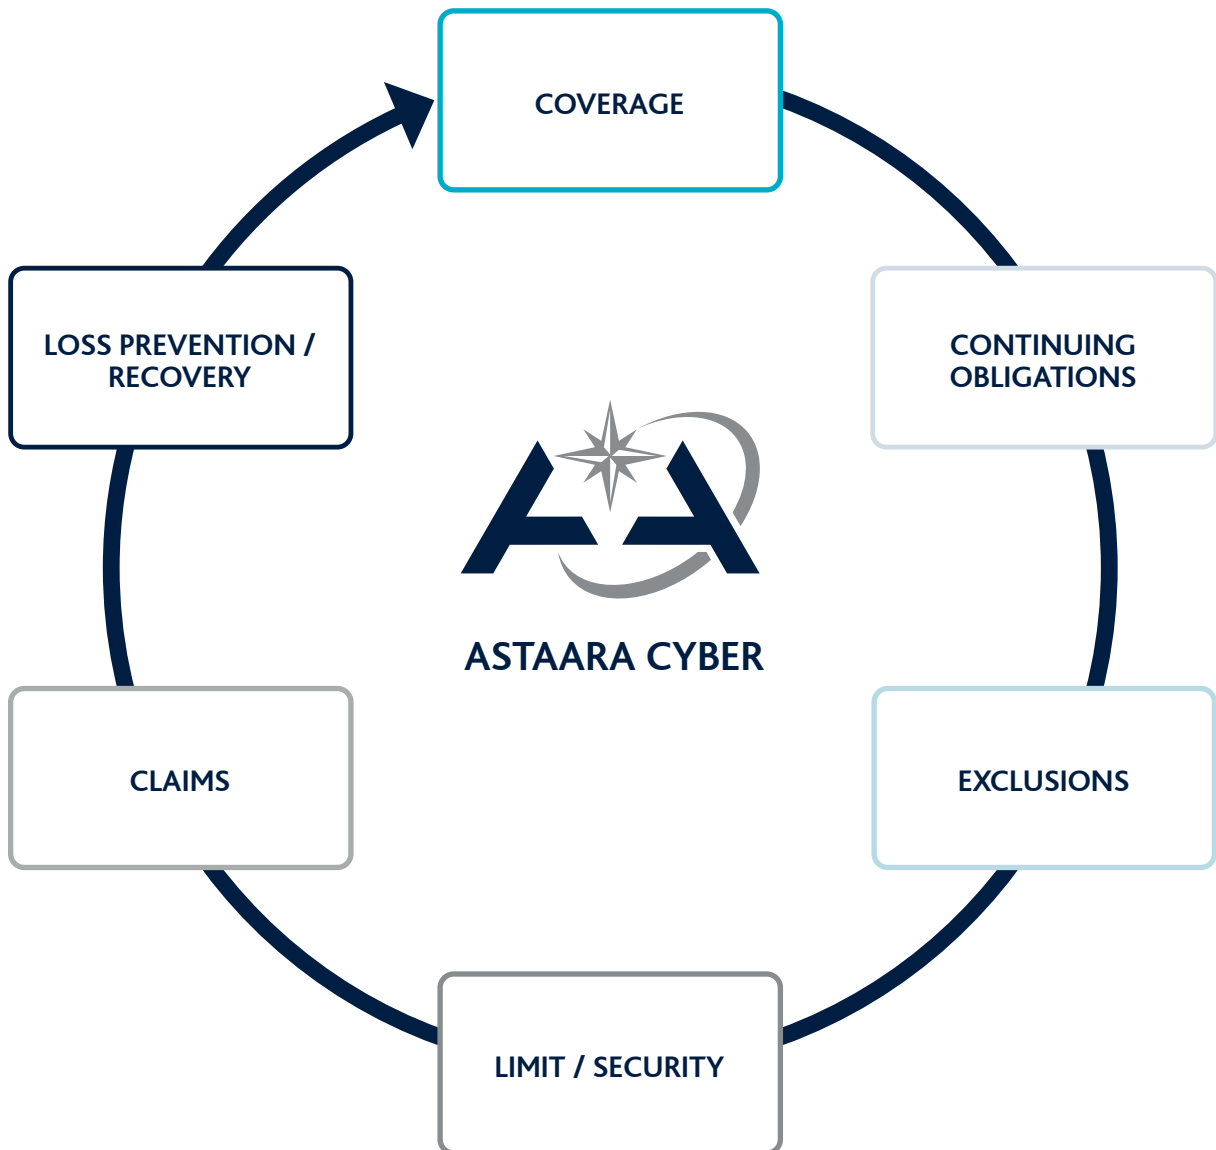 COVERAGE
CONTINUING
OBLIGATIONS
EXCLUSIONS
LIMIT / SECURITY
CLAIMS
LOSS PREVENTION /
RECOVERY
ASTAARA CYBER